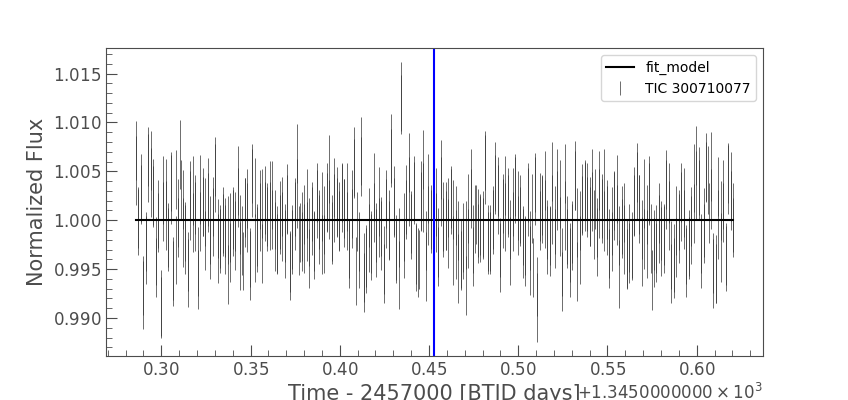 fit_model
TIC 300710077
1.015
1.010
1.005
1.000
0.995
0.990
Normalized Flux
0.30 0.35 0.40 0.45 0.50 0.55 0.60
Time - 2457000 [BTJD days]
+1.3450000000 × 10³